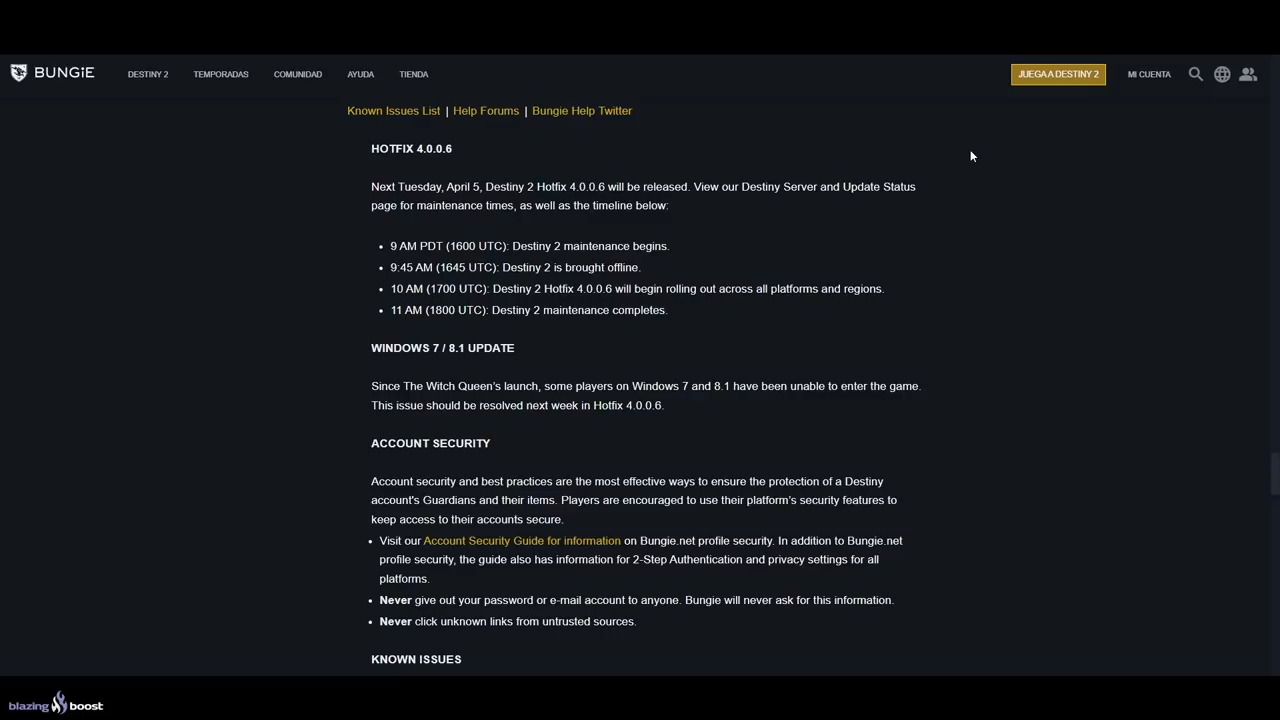 BUNGiE DESTINY 2 TEMPORADAS COMUNIDAD AYUDA TIENDA JUEGA A DESTINY 2 MI CUENTA
Known Issues List | Help Forums | Bungie Help Twitter
HOTFIX 4.0.0.6
Next Tuesday, April 5, Destiny 2 Hotfix 4.0.0.6 will be released. View our Destiny Server and Update Status
page for maintenance times, as well as the timeline below:
• 9 AM PDT (1600 UTC): Destiny 2 maintenance begins.
• 9:45 AM (1645 UTC): Destiny 2 is brought offline.
• 10 AM (1700 UTC): Destiny 2 Hotfix 4.0.0.6 will begin rolling out across all platforms and regions.
• 11 AM (1800 UTC): Destiny 2 maintenance completes.
WINDOWS 7 / 8.1 UPDATE
Since The Witch Queen’s launch, some players on Windows 7 and 8.1 have been unable to enter the game.
This issue should be resolved next week in Hotfix 4.0.0.6.
ACCOUNT SECURITY
Account security and best practices are the most effective ways to ensure the protection of a Destiny
account's Guardians and their items. Players are encouraged to use their platform’s security features to
keep access to their accounts secure.
• Visit our Account Security Guide for information on Bungie.net profile security. In addition to Bungie.net
profile security, the guide also has information for 2-Step Authentication and privacy settings for all
platforms.
• Never give out your password or e-mail account to anyone. Bungie will never ask for this information.
• Never click unknown links from untrusted sources.
KNOWN ISSUES
blazing boost